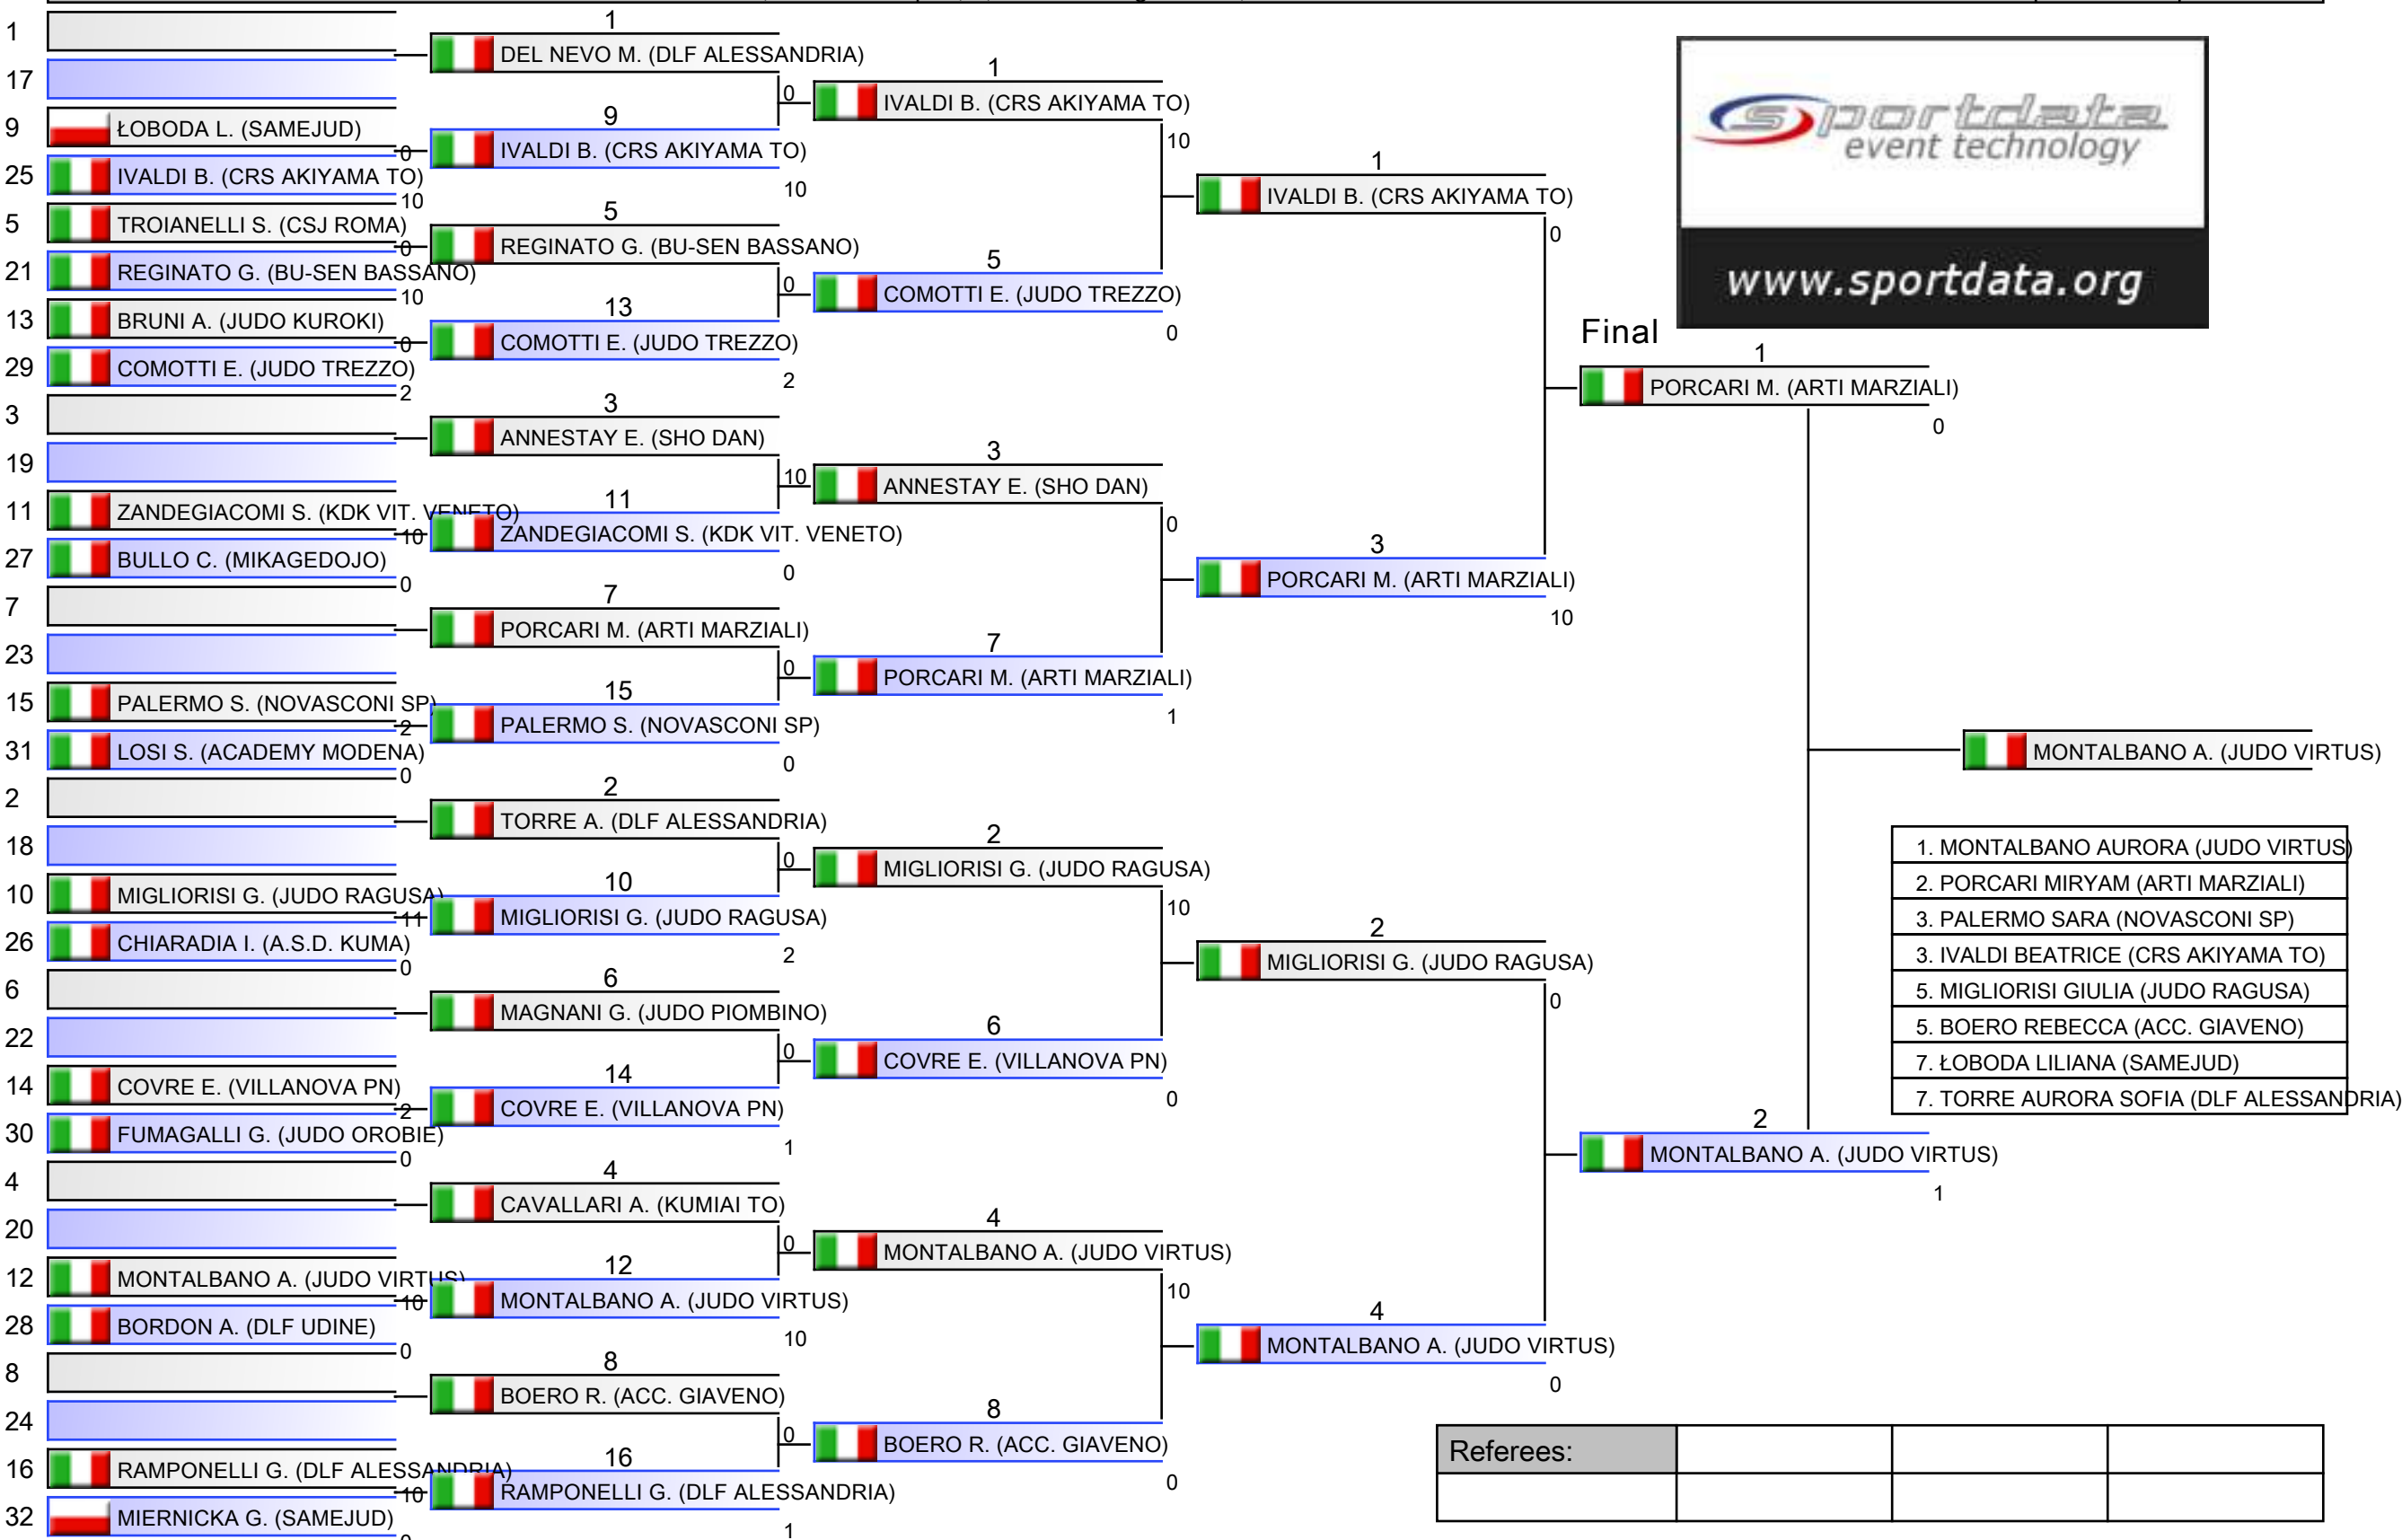 1
17
9 ŁOBODA L. (SAMEJUD)
0
25 IVALDI B. (CRS AKIYAMA TO)
10
5 TROIANELLI S. (CSJ ROMA)
0
21 REGINATO G. (BU-SEN BASSANO)
10
13 BRUNI A. (JUDO KUROKI)
0
29 COMOTTI E. (JUDO TREZZO)
2
3
19
11 ZANDEGIACOMI S. (KDK VIT. VENETO)
10
27 BULLO C. (MIKAGEDOJO)
0
7
23
15 PALERMO S. (NOVASCONI SP)
2
31 LOSI S. (ACADEMY MODENA)
0
2
18
10 MIGLIORISI G. (JUDO RAGUSA)
11
26 CHIARADIA I. (A.S.D. KUMA)
0
6
22
14 COVRE E. (VILLANOVA PN)
2
30 FUMAGALLI G. (JUDO OROBIE)
0
4
20
12 MONTALBANO A. (JUDO VIRTUS)
10
28 BORDON A. (DLF UDINE)
0
8
24
16 RAMPONELLI G. (DLF ALESSANDRIA)
10
32 MIERNICKA G. (SAMEJUD)
1
DEL NEVO M. (DLF ALESSANDRIA)
0
9
IVALDI B. (CRS AKIYAMA TO)
10
5
REGINATO G. (BU-SEN BASSANO)
0
13
COMOTTI E. (JUDO TREZZO)
2
3
ANNESTAY E. (SHO DAN)
10
11
ZANDEGIACOMI S. (KDK VIT. VENETO)
0
7
PORCARI M. (ARTI MARZIALI)
0
15
PALERMO S. (NOVASCONI SP)
0
2
TORRE A. (DLF ALESSANDRIA)
0
10
MIGLIORISI G. (JUDO RAGUSA)
2
6
MAGNANI G. (JUDO PIOMBINO)
0
14
COVRE E. (VILLANOVA PN)
1
4
CAVALLARI A. (KUMIAI TO)
0
12
MONTALBANO A. (JUDO VIRTUS)
10
8
BOERO R. (ACC. GIAVENO)
0
16
RAMPONELLI G. (DLF ALESSANDRIA)
1
1
IVALDI B. (CRS AKIYAMA TO)
10
5
COMOTTI E. (JUDO TREZZO)
0
3
ANNESTAY E. (SHO DAN)
0
7
PORCARI M. (ARTI MARZIALI)
1
2
MIGLIORISI G. (JUDO RAGUSA)
10
6
COVRE E. (VILLANOVA PN)
0
4
MONTALBANO A. (JUDO VIRTUS)
10
8
BOERO R. (ACC. GIAVENO)
0
1
IVALDI B. (CRS AKIYAMA TO)
0
3
PORCARI M. (ARTI MARZIALI)
10
2
MIGLIORISI G. (JUDO RAGUSA)
0
4
MONTALBANO A. (JUDO VIRTUS)
0
sportdata
event technology
www.sportdata.org
Final
1
PORCARI M. (ARTI MARZIALI)
0
2
MONTALBANO A. (JUDO VIRTUS)
1
MONTALBANO A. (JUDO VIRTUS)
1. MONTALBANO AURORA (JUDO VIRTUS)
2. PORCARI MIRYAM (ARTI MARZIALI)
3. PALERMO SARA (NOVASCONI SP)
3. IVALDI BEATRICE (CRS AKIYAMA TO)
5. MIGLIORISI GIULIA (JUDO RAGUSA)
5. BOERO REBECCA (ACC. GIAVENO)
7. ŁOBODA LILIANA (SAMEJUD)
7. TORRE AURORA SOFIA (DLF ALESSANDRIA)
Referees: